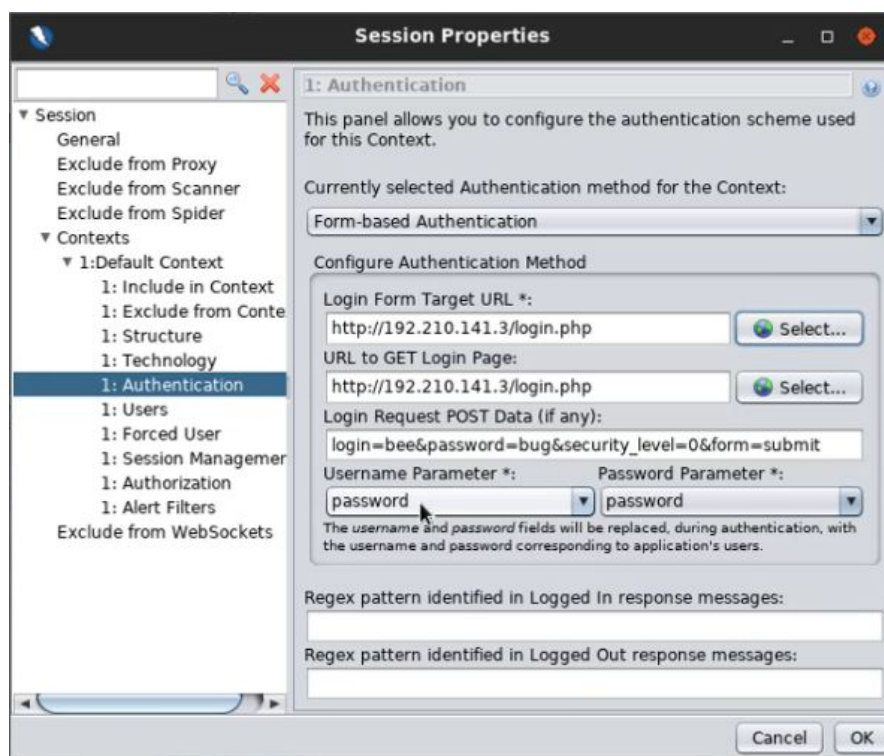 Session Properties
1: Authentication
Session
General
Exclude from Proxy
Exclude from Scanner
Exclude from Spider
Contexts
1:Default Context
1: Include in Context
1: Exclude from Conte
1: Structure
1: Technology
1: Authentication
1: Users
1: Forced User
1: Session Managemer
1: Authorization
1: Alert Filters
Exclude from WebSockets
This panel allows you to configure the authentication scheme used
for this Context.
Currently selected Authentication method for the Context:
Form-based Authentication
Configure Authentication Method
Login Form Target URL *:
http://192.210.141.3/login.php
Select...
URL to GET Login Page:
http://192.210.141.3/login.php
Select...
Login Request POST Data (if any):
login=bee&password=bug&security_level=0&form=submit
Username Parameter *: Password Parameter *:
password password
The username and password fields will be replaced, during authentication, with
the username and password corresponding to application's users.
Regex pattern identified in Logged In response messages:
Regex pattern identified in Logged Out response messages:
Cancel OK